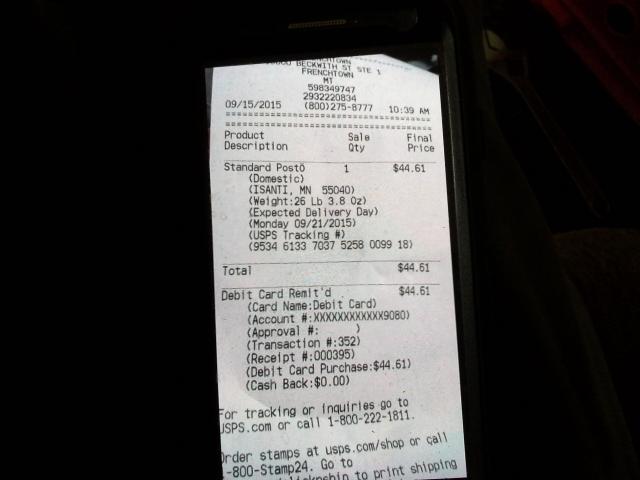 FRENCHTOWN
BECKWITH ST STE 1
FRENCHTOWN
MT
598349747
2932220834
09/15/2015 (800)275-8777 10:39 AM
Product Sale Final
Description Qty Price
Standard PostÒ 1 $44.61
(Domestic)
(ISANTI, MN 55040)
(Weight:26 Lb 3.8 Oz)
(Expected Delivery Day)
(Monday 09/21/2015)
(USPS Tracking #)
(9534 6133 7037 5258 0099 18)
Total $44.61
Debit Card Remit'd $44.61
(Card Name:Debit Card)
(Account #:XXXXXXXXXXXX9080)
(Approval #: )
(Transaction #:352)
(Receipt #:000395)
(Debit Card Purchase:$44.61)
(Cash Back:$0.00)
For tracking or inquiries go to
USPS.com or call 1-800-222-1811.
Order stamps at usps.com/shop or call
-800-Stamp24. Go to
to print shipping